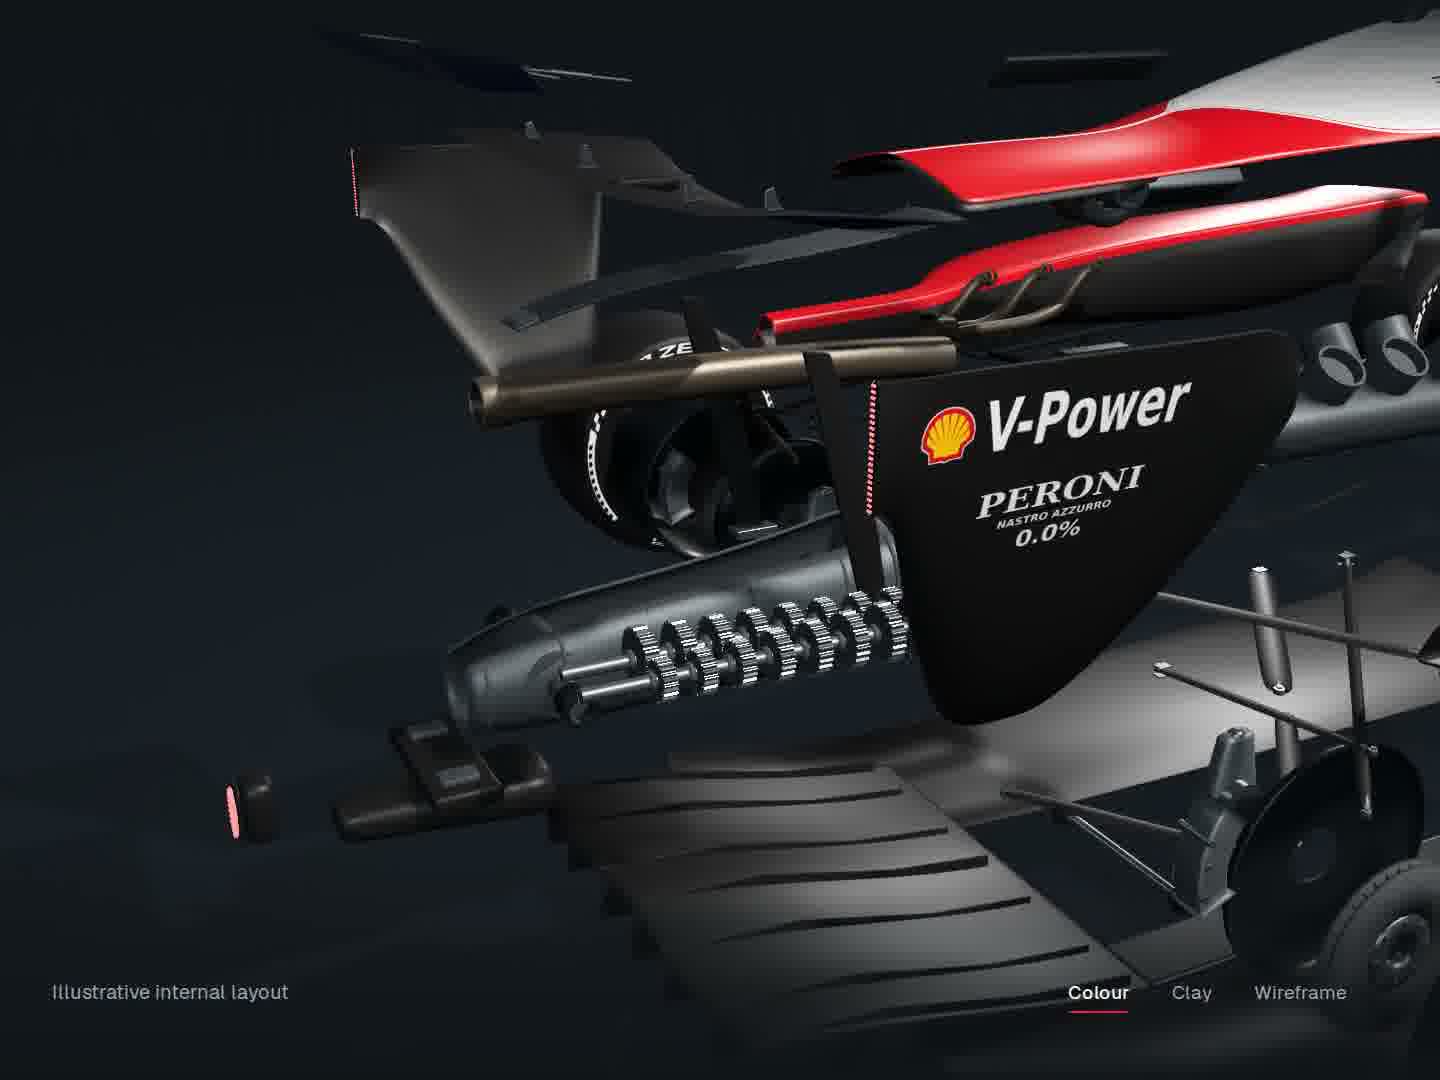 V-Power
PERONI
NASTRO AZZURRO
0.0%
Illustrative internal layout
Colour
Clay
Wireframe